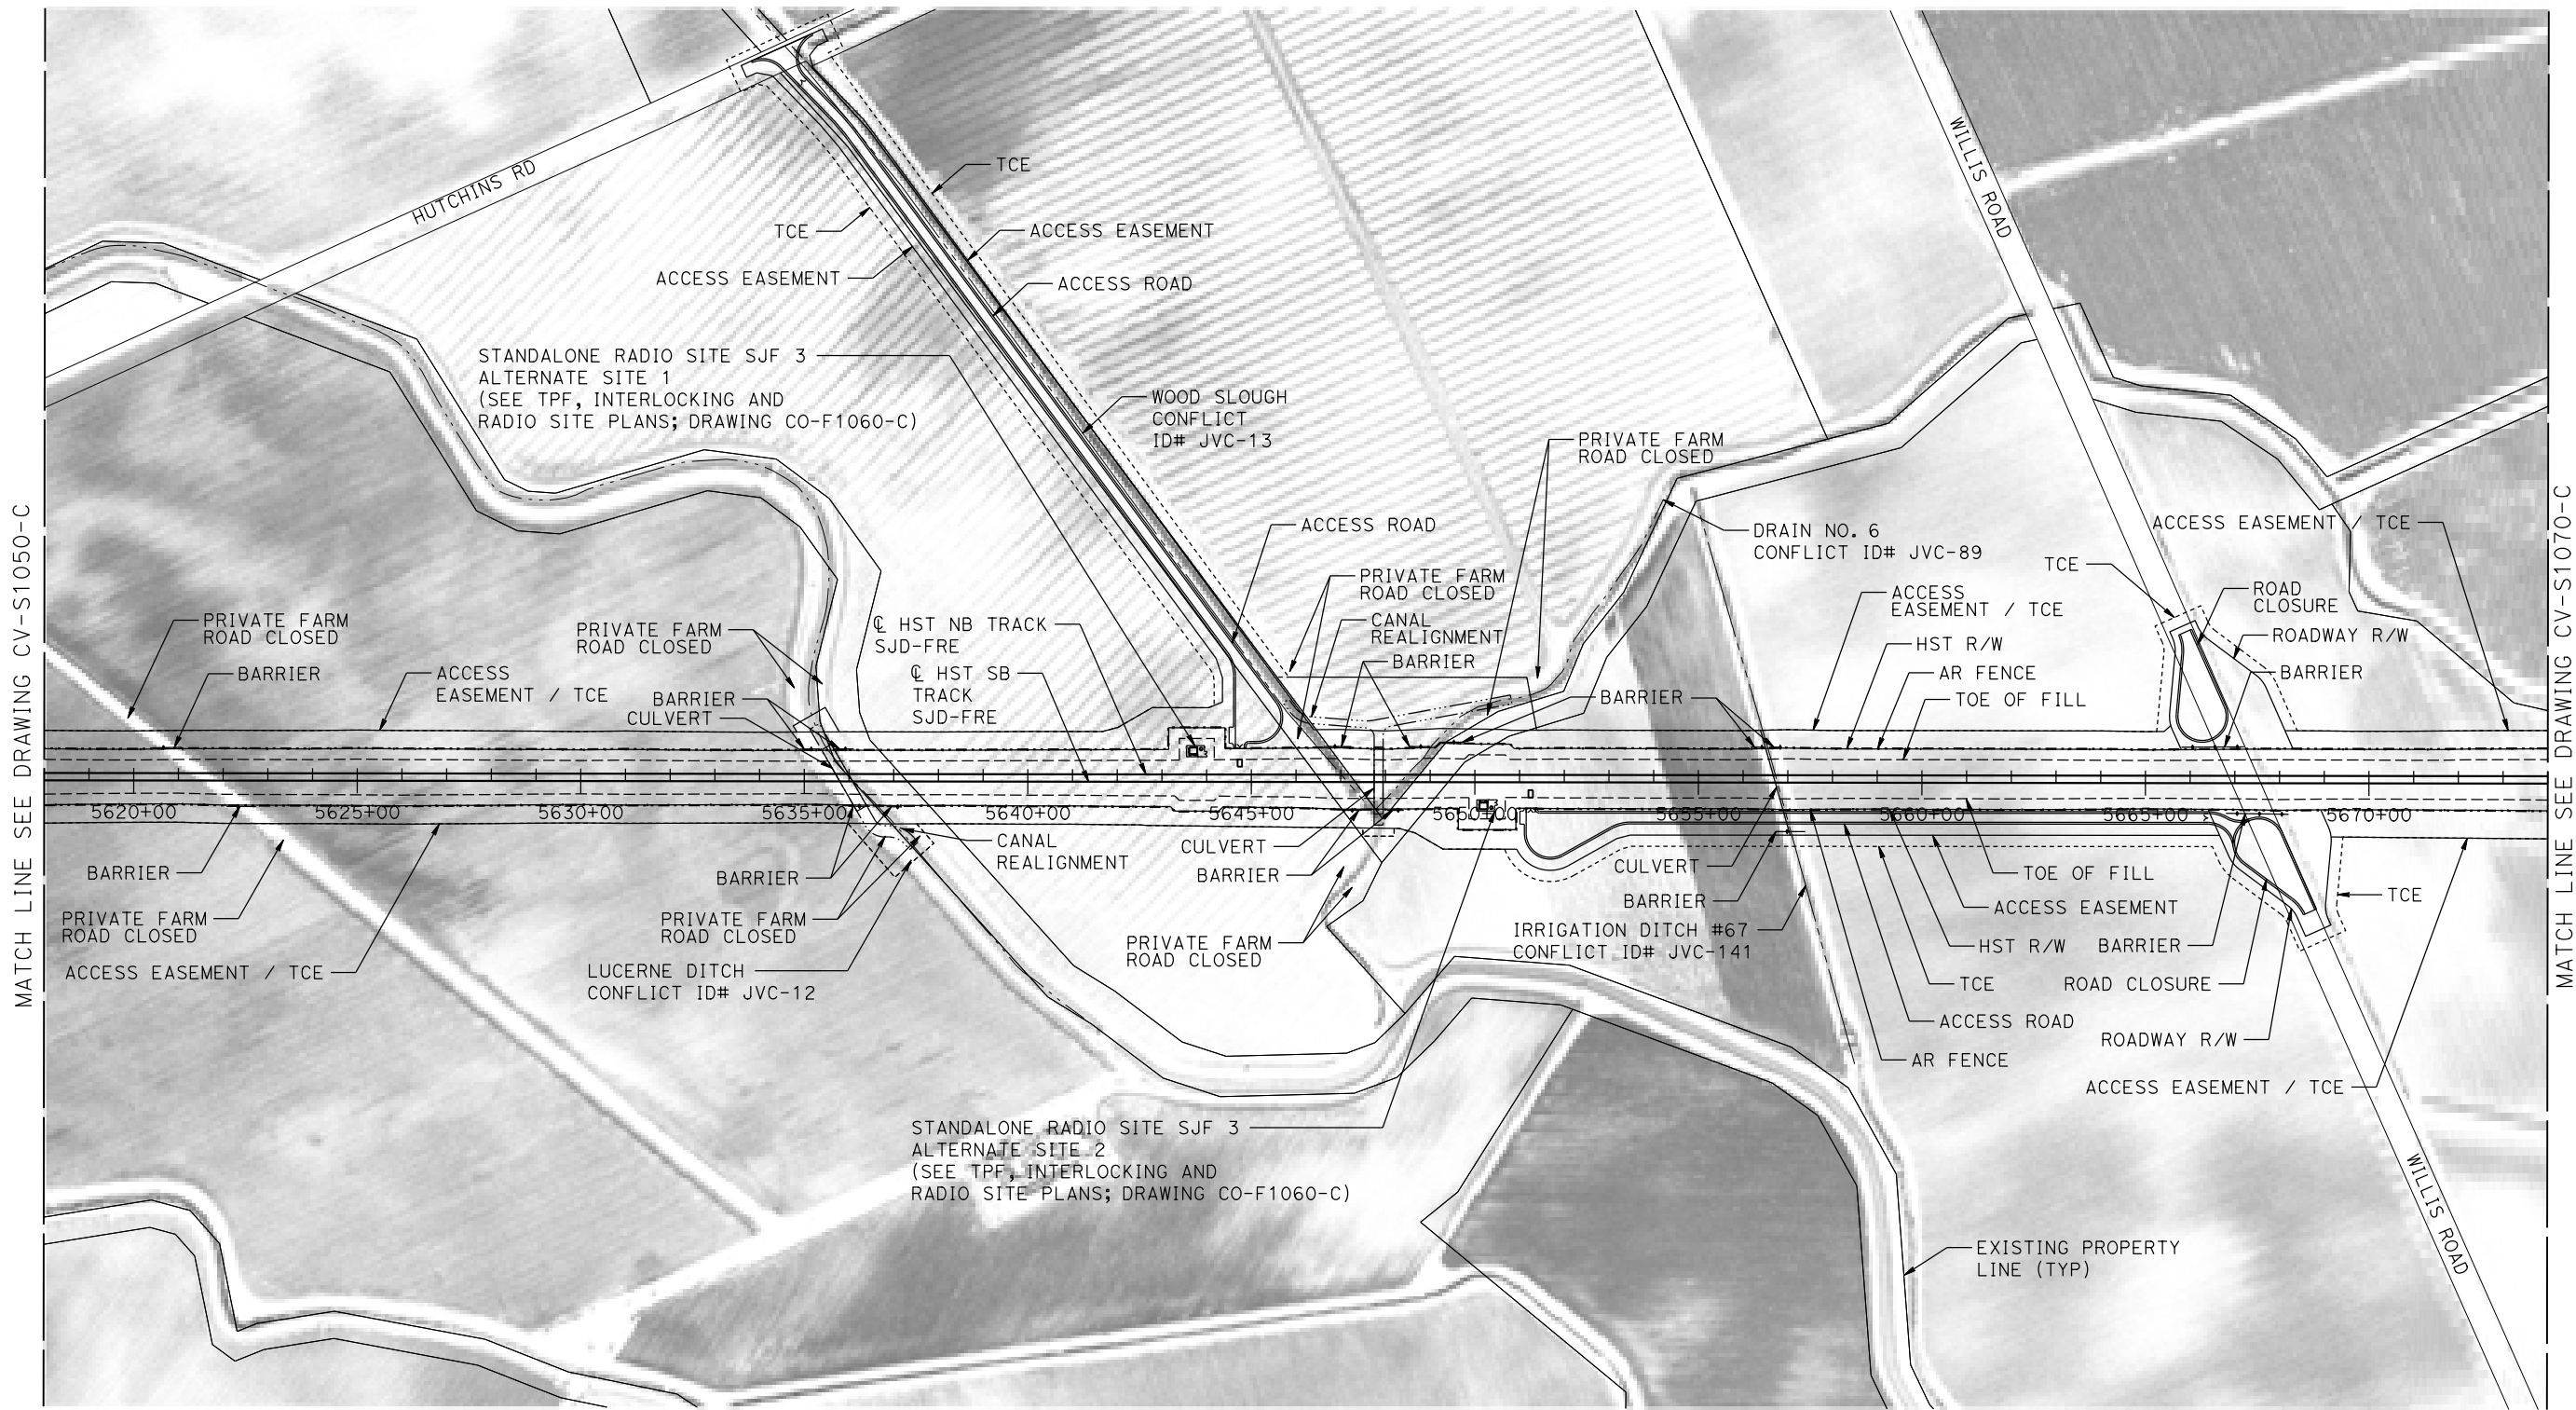 HUTCHINS RD
WILLIS ROAD
TCE
TCE
ACCESS EASEMENT
ACCESS EASEMENT
ACCESS ROAD
STANDALONE RADIO SITE SJF 3
ALTERNATE SITE 1
(SEE TPF, INTERLOCKING AND
RADIO SITE PLANS; DRAWING CO-F1060-C)
WOOD SLOUGH
CONFLICT
ID# JVC-13
PRIVATE FARM
ROAD CLOSED
ACCESS ROAD
DRAIN NO. 6
CONFLICT ID# JVC-89
ACCESS EASEMENT / TCE
TCE
PRIVATE FARM
ROAD CLOSED
CANAL
REALIGNMENT
BARRIER
ACCESS
EASEMENT / TCE
ROAD
CLOSURE
ROADWAY R/W
BARRIER
HST R/W
AR FENCE
TOE OF FILL
BARRIER
PRIVATE FARM
ROAD CLOSED
BARRIER
ACCESS
EASEMENT / TCE
PRIVATE FARM
ROAD CLOSED
BARRIER
CULVERT
℄ HST NB TRACK
SJD-FRE
℄ HST SB
TRACK
SJD-FRE
MATCH LINE SEE DRAWING CV-S1050-C
MATCH LINE SEE DRAWING CV-S1070-C
5620+00
5625+00
5630+00
5635+00
5640+00
5645+00
5650+00
5655+00
5660+00
5665+00
5670+00
BARRIER
PRIVATE FARM
ROAD CLOSED
ACCESS EASEMENT / TCE
BARRIER
PRIVATE FARM
ROAD CLOSED
LUCERNE DITCH
CONFLICT ID# JVC-12
CANAL
REALIGNMENT
CULVERT
BARRIER
PRIVATE FARM
ROAD CLOSED
CULVERT
BARRIER
IRRIGATION DITCH #67
CONFLICT ID# JVC-141
TOE OF FILL
ACCESS EASEMENT
HST R/W
TCE
ACCESS ROAD
AR FENCE
TCE
BARRIER
ROAD CLOSURE
ROADWAY R/W
ACCESS EASEMENT / TCE
STANDALONE RADIO SITE SJF 3
ALTERNATE SITE 2
(SEE TPF, INTERLOCKING AND
RADIO SITE PLANS; DRAWING CO-F1060-C)
EXISTING PROPERTY
LINE (TYP)
WILLIS ROAD